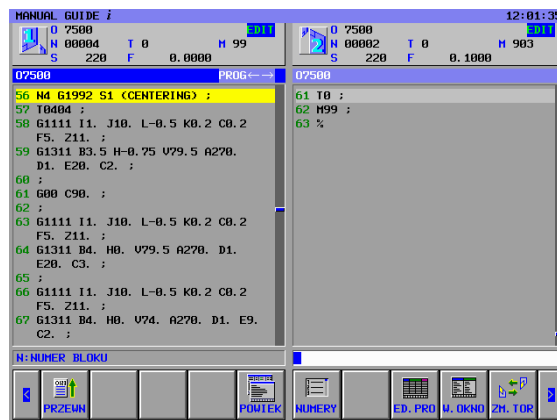 MANUAL GUIDE i 12:01:35
O 7500 EDIT
N 00004 T 0 M 99
S 220 F 0.0000
O 7500 EDIT
N 00002 T 0 M 903
S 220 F 0.1000
O7500 PROG←→
56 N4 G1992 S1 (CENTERING) ;
57 T0404 ;
58 G1111 I1. J10. L-0.5 K0.2 C0.2
F5. Z11. ;
59 G1311 B3.5 H-0.75 V79.5 A270.
D1. E20. C2. ;
60 ;
61 G00 C90. ;
62 ;
63 G1111 I1. J10. L-0.5 K0.2 C0.2
F5. Z11. ;
64 G1311 B4. H0. V79.5 A270. D1.
E20. C3. ;
65 ;
66 G1111 I1. J10. L-0.5 K0.2 C0.2
F5. Z11. ;
67 G1311 B4. H0. V74. A270. D1. E9.
C2. ;
N:NUMER BLOKU
O7500
61 T0 ;
62 M99 ;
63 %
PRZEWN POWIEK NUMERY ED.PRO W.OKNO ZM.TOR